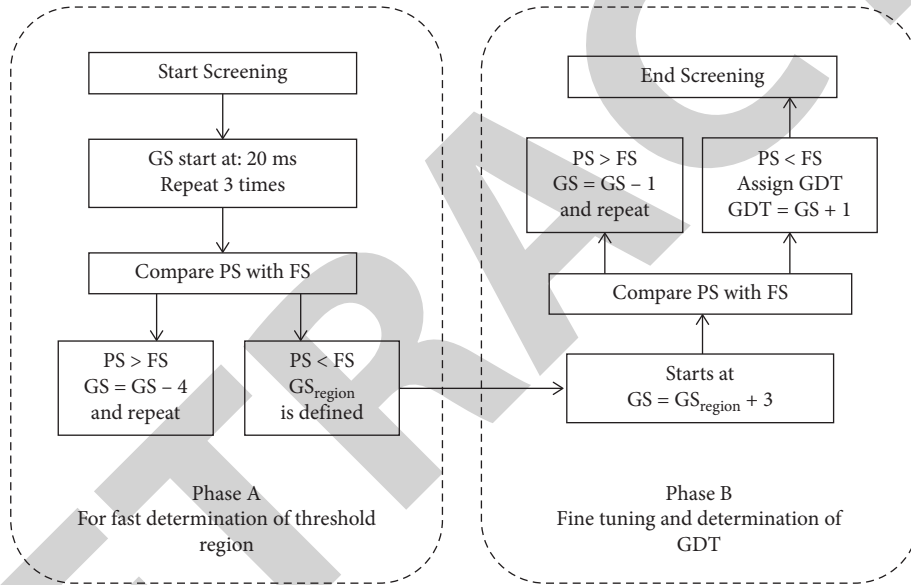 Start Screening
GS start at: 20 ms
Repeat 3 times
Compare PS with FS
PS > FS
GS = GS – 4
and repeat
PS < FS
GSregion
is defined
Phase A
For fast determination of threshold
region
End Screening
PS > FS
GS = GS – 1
and repeat
PS < FS
Assign GDT
GDT = GS + 1
Compare PS with FS
Starts at
GS = GSregion + 3
Phase B
Fine tuning and determination of
GDT